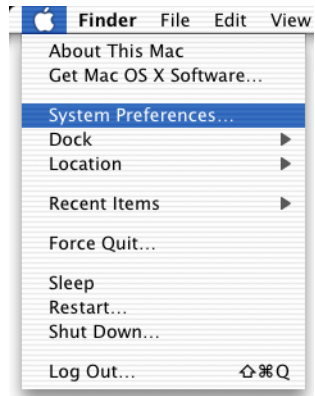 Finder File Edit View
About This Mac
Get Mac OS X Software...
System Preferences...
Dock
Location
Recent Items
Force Quit...
Sleep
Restart...
Shut Down...
Log Out... ⇧⌘Q